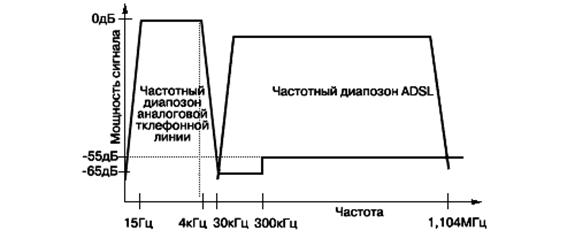 0дБ
Мощность сигнала
Частотный
диапозон
аналоговой
тклефонной
линии
Частотный диапозон ADSL
-55дБ
-65дБ
Частота
15Гц
4кГц
30кГц
300кГц
1,104МГц